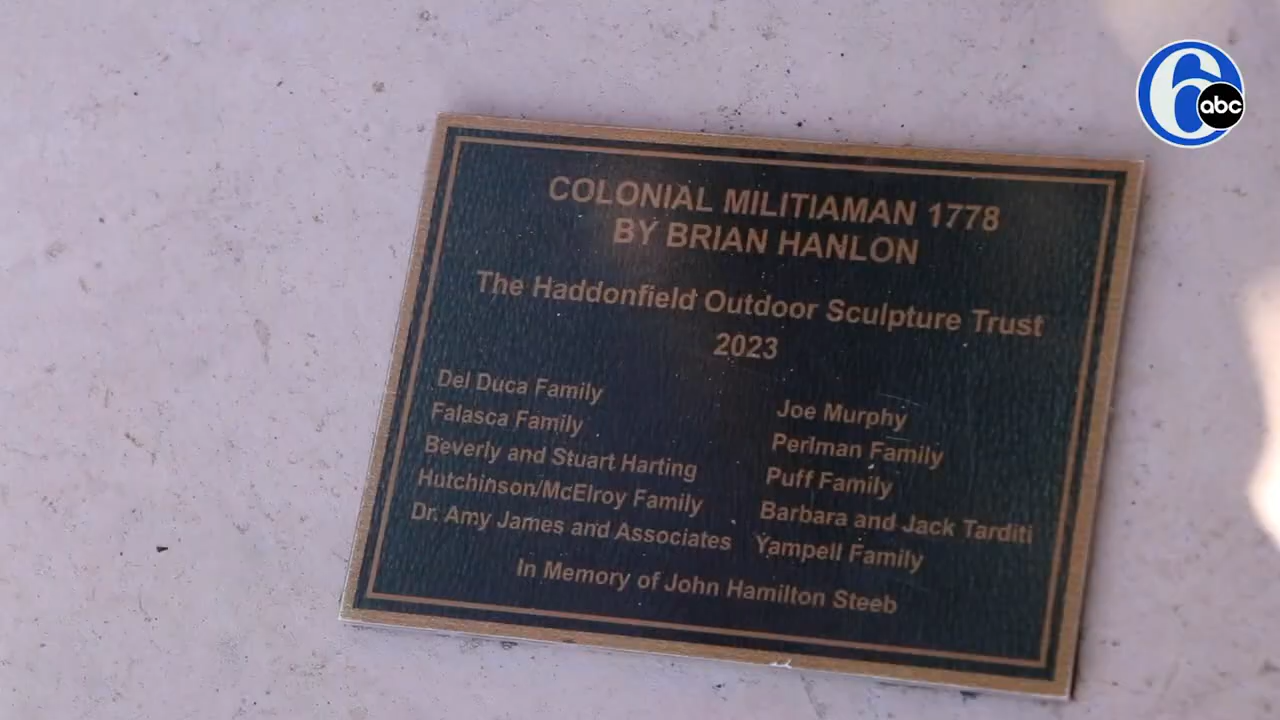 6
abc
COLONIAL MILITIAMAN 1778
BY BRIAN HANLON
The Haddonfield Outdoor Sculpture Trust
2023
Del Duca Family
Falasca Family
Beverly and Stuart Harting
Hutchinson/McElroy Family
Dr. Amy James and Associates
Joe Murphy
Perlman Family
Puff Family
Barbara and Jack Tarditi
Yampell Family
In Memory of John Hamilton Steeb